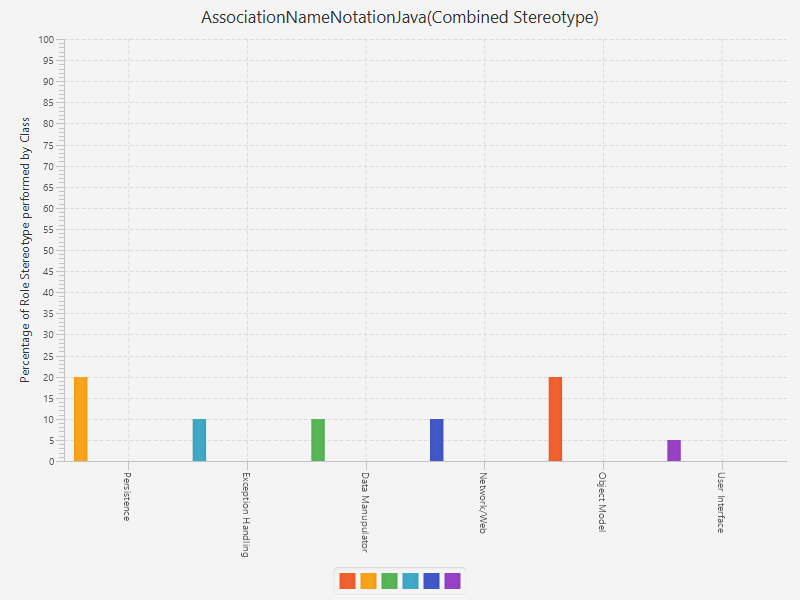 AssociationNameNotationJava(Combined Stereotype)
Percentage of Role Stereotype performed by Class
100
95
90
85
80
75
70
65
60
55
50
45
40
35
30
25
20
15
10
5
0
Persistence
Exception Handling
Data Manupulator
Network/Web
Object Model
User Interface